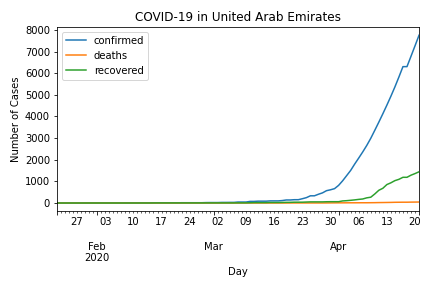 COVID-19 in United Arab Emirates
confirmed
deaths
recovered
Number of Cases
8000
7000
6000
5000
4000
3000
2000
1000
0
27 03 10 17 24 02 09 16 23 30 06 13 20
Feb Mar Apr
2020
Day